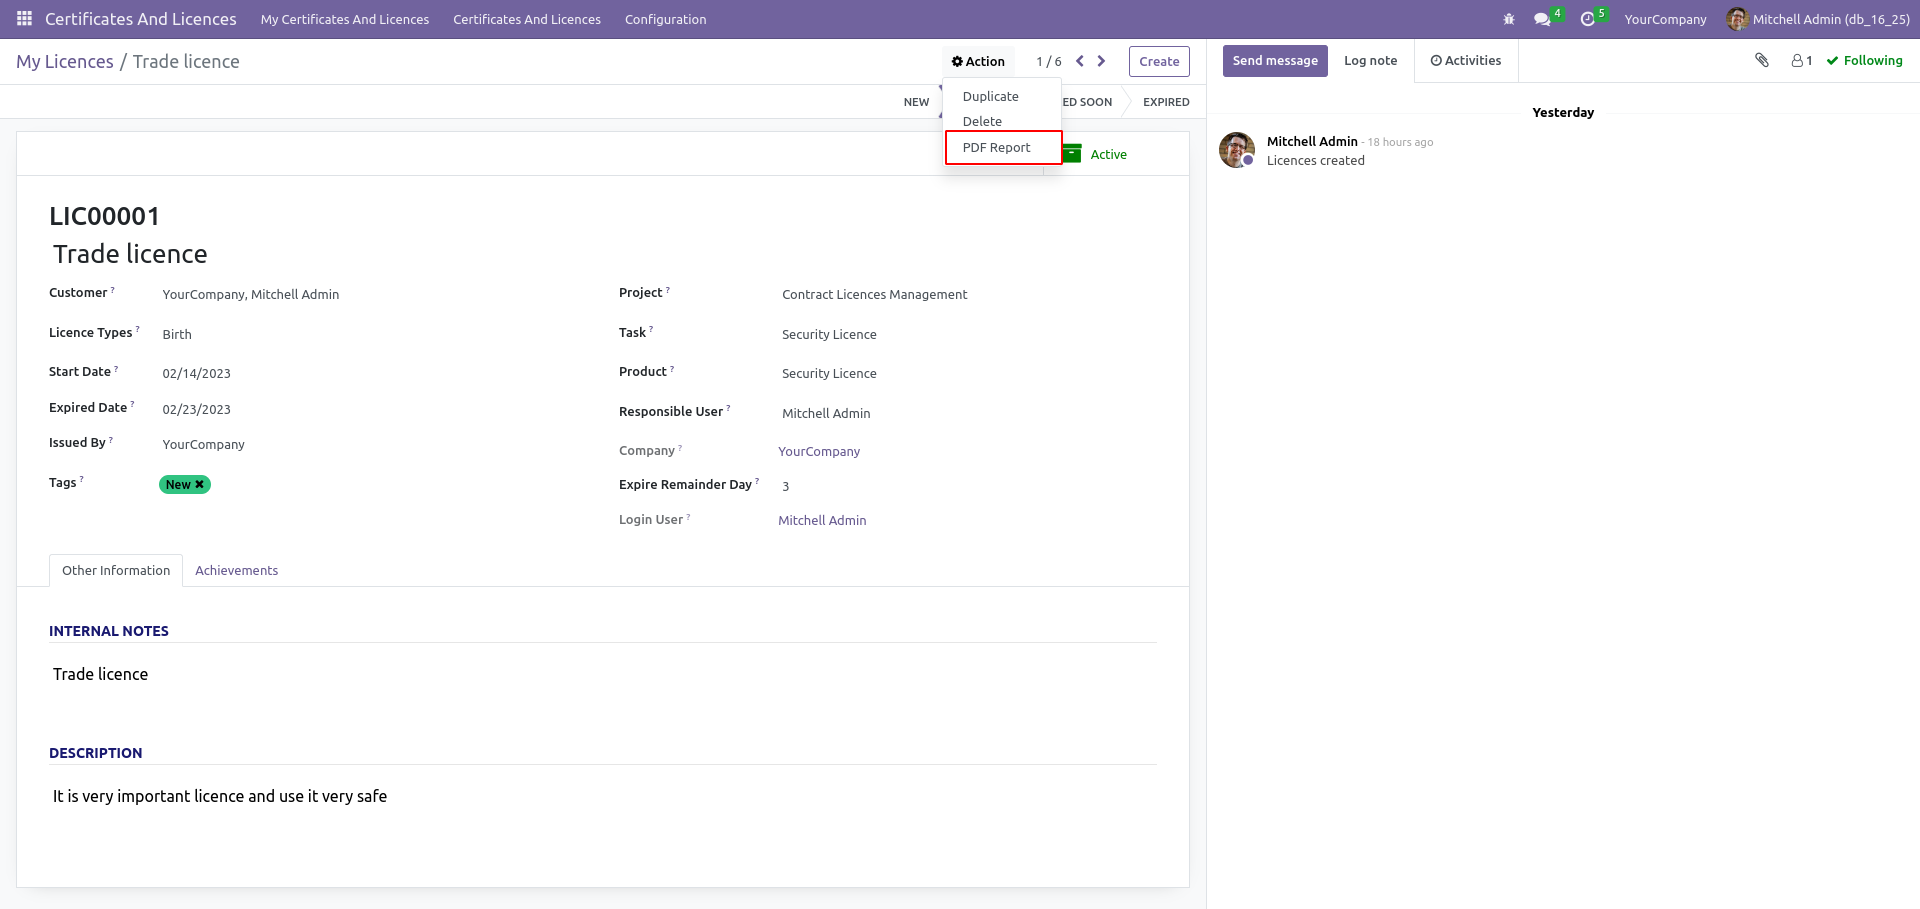 Certificates And Licences My Certificates And Licences Certificates And Licences Configuration 4 5 YourCompany Mitchell Admin (db_16_25)
My Licences / Trade licence Action 1 / 6 Create Send message Log note Activities 1 Following
NEW ED SOON EXPIRED
Duplicate
Delete
PDF Report
Active
Yesterday
Mitchell Admin - 18 hours ago
Licences created
LIC00001
Trade licence
Customer ? YourCompany, Mitchell Admin
Licence Types ? Birth
Start Date ? 02/14/2023
Expired Date ? 02/23/2023
Issued By ? YourCompany
Tags ? New
Project ? Contract Licences Management
Task ? Security Licence
Product ? Security Licence
Responsible User ? Mitchell Admin
Company ? YourCompany
Expire Remainder Day ? 3
Login User ? Mitchell Admin
Other Information Achievements
INTERNAL NOTES
Trade licence
DESCRIPTION
It is very important licence and use it very safe